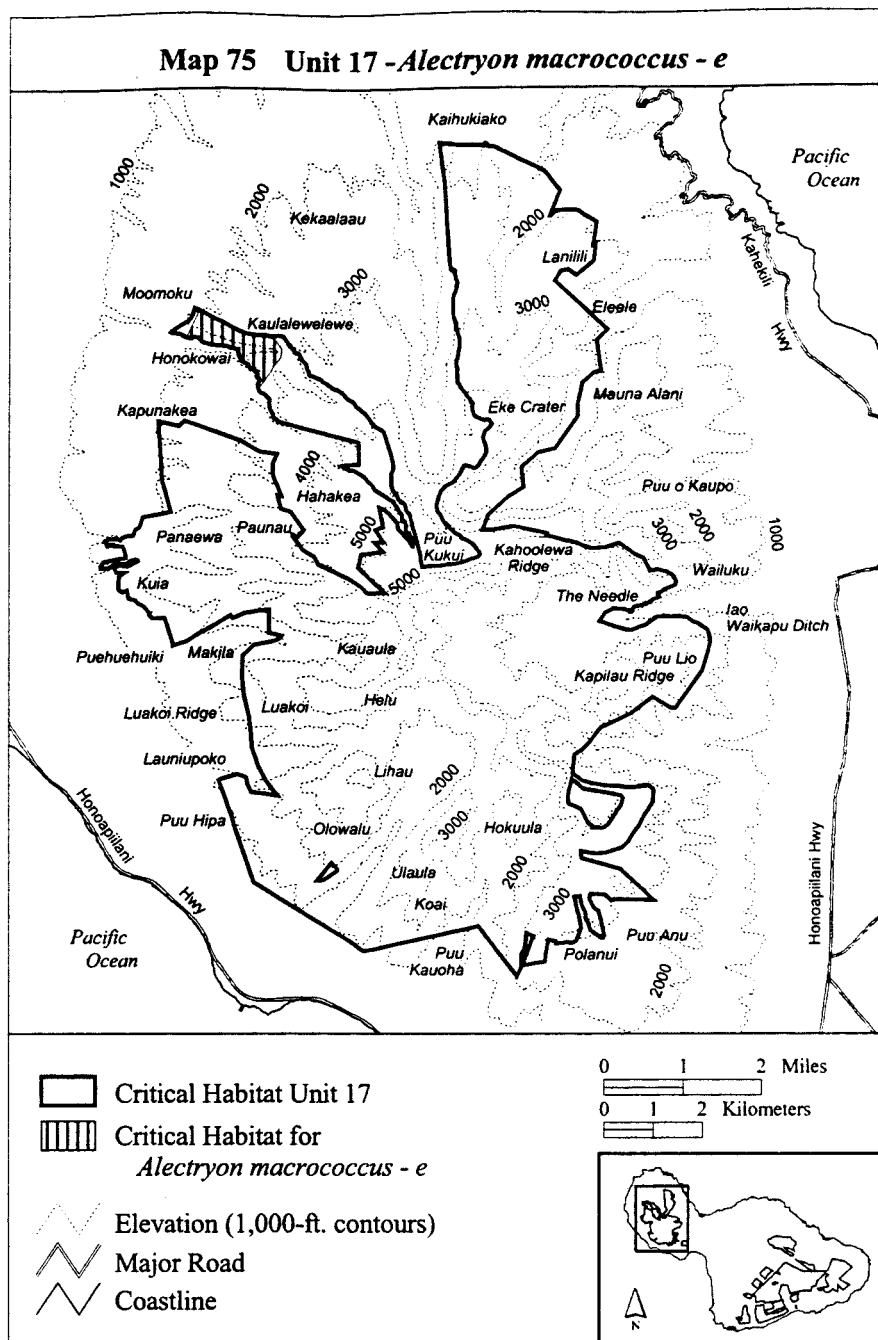 Map 75 Unit 17 - Alectryon macrococcus - e
Kaihukiako
Pacific
Ocean
1000
2000
Kekaalaau
2000
Lanilili
Kahekili
Hwy
3000
3000
Eleele
Moomoku
Kaulalewelewe
Honokowai
Kapunakea
Eke Crater
Mauna Alani
4000
Hahakea
Puu o Kaupo
3000
2000
1000
Panaewa
Paunau
5000
Puu
Kukui
Kahoolewa
Ridge
Wailuku
Kuia
5000
The Needle
Iao
Waikapu Ditch
Puehuehuiki
Makila
Kauaula
Puu Lio
Kapilau Ridge
Luakoi Ridge
Luakoi
Helu
Launiupoko
Lihau
2000
Puu Hipa
Olowalu
3000
Hokuula
Honoapiilani
Hwy
Ulaula
2000
Koai
3000
Honoapiilani Hwy
Pacific
Ocean
Puu
Kauoha
Polanui
Puu Anu
2000
Critical Habitat Unit 17
Critical Habitat for
Alectryon macrococcus - e
Elevation (1,000-ft. contours)
Major Road
Coastline
0 1 2 Miles
0 1 2 Kilometers
N